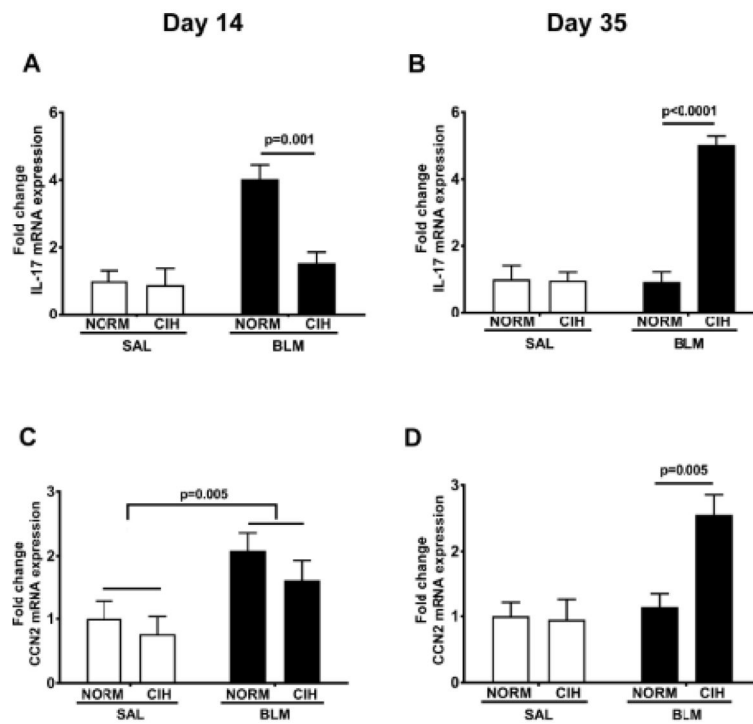 Day 14
Day 35
A
Fold change
IL-17 mRNA expression
6
4
2
0
p=0.001
NORM CIH NORM CIH
SAL BLM
B
Fold change
IL-17 mRNA expression
6
4
2
0
p<0.0001
NORM CIH NORM CIH
SAL BLM
C
Fold change
CCN2 mRNA expression
3
2
1
0
p=0.005
NORM CIH NORM CIH
SAL BLM
D
Fold change
CCN2 mRNA expression
3
2
1
0
p=0.005
NORM CIH NORM CIH
SAL BLM